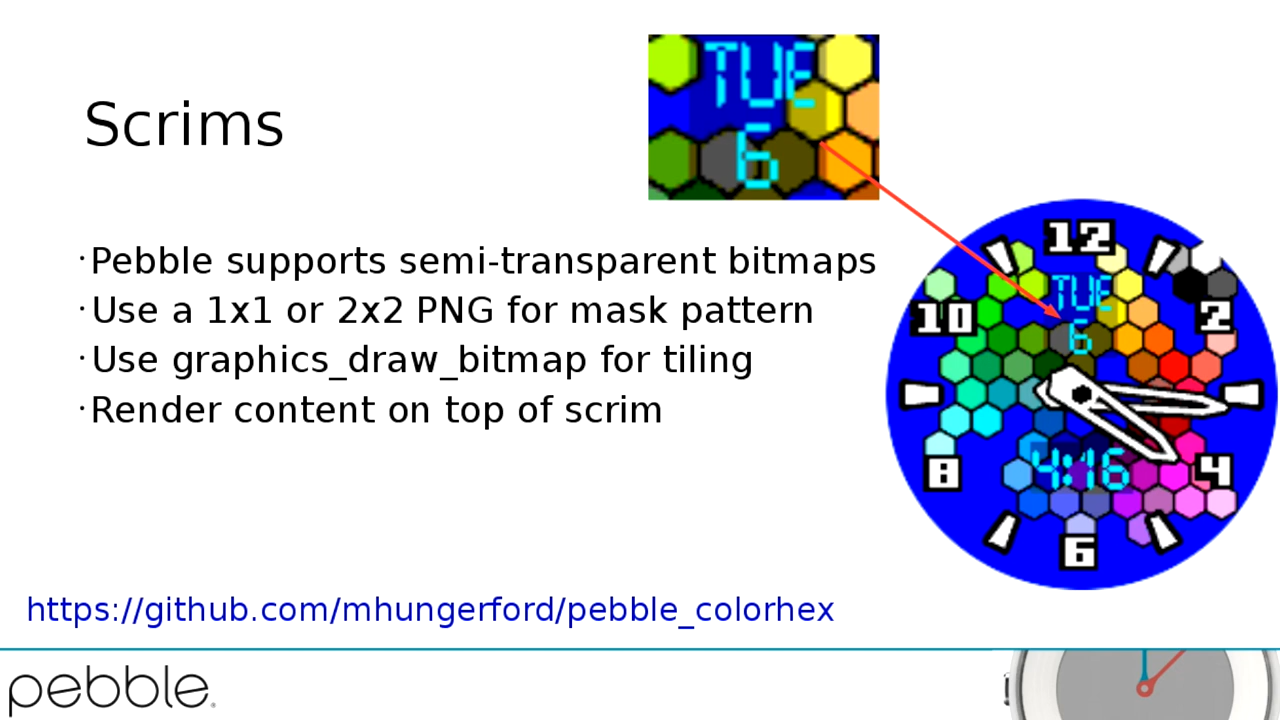 Scrims
TUE
6
·Pebble supports semi-transparent bitmaps
·Use a 1x1 or 2x2 PNG for mask pattern
·Use graphics_draw_bitmap for tiling
·Render content on top of scrim
12
TUE
6
10
2
8
4:16
4
6
https://github.com/mhungerford/pebble_colorhex
pebble